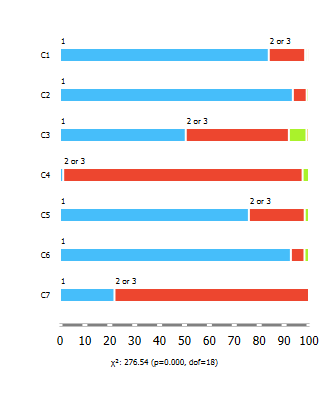 1 2 or 3
C1
1
C2
1 2 or 3
C3
2 or 3
C4
1 2 or 3
C5
1
C6
1 2 or 3
C7
0 10 20 30 40 50 60 70 80 90 100
χ²: 276.54 (p=0.000, dof=18)